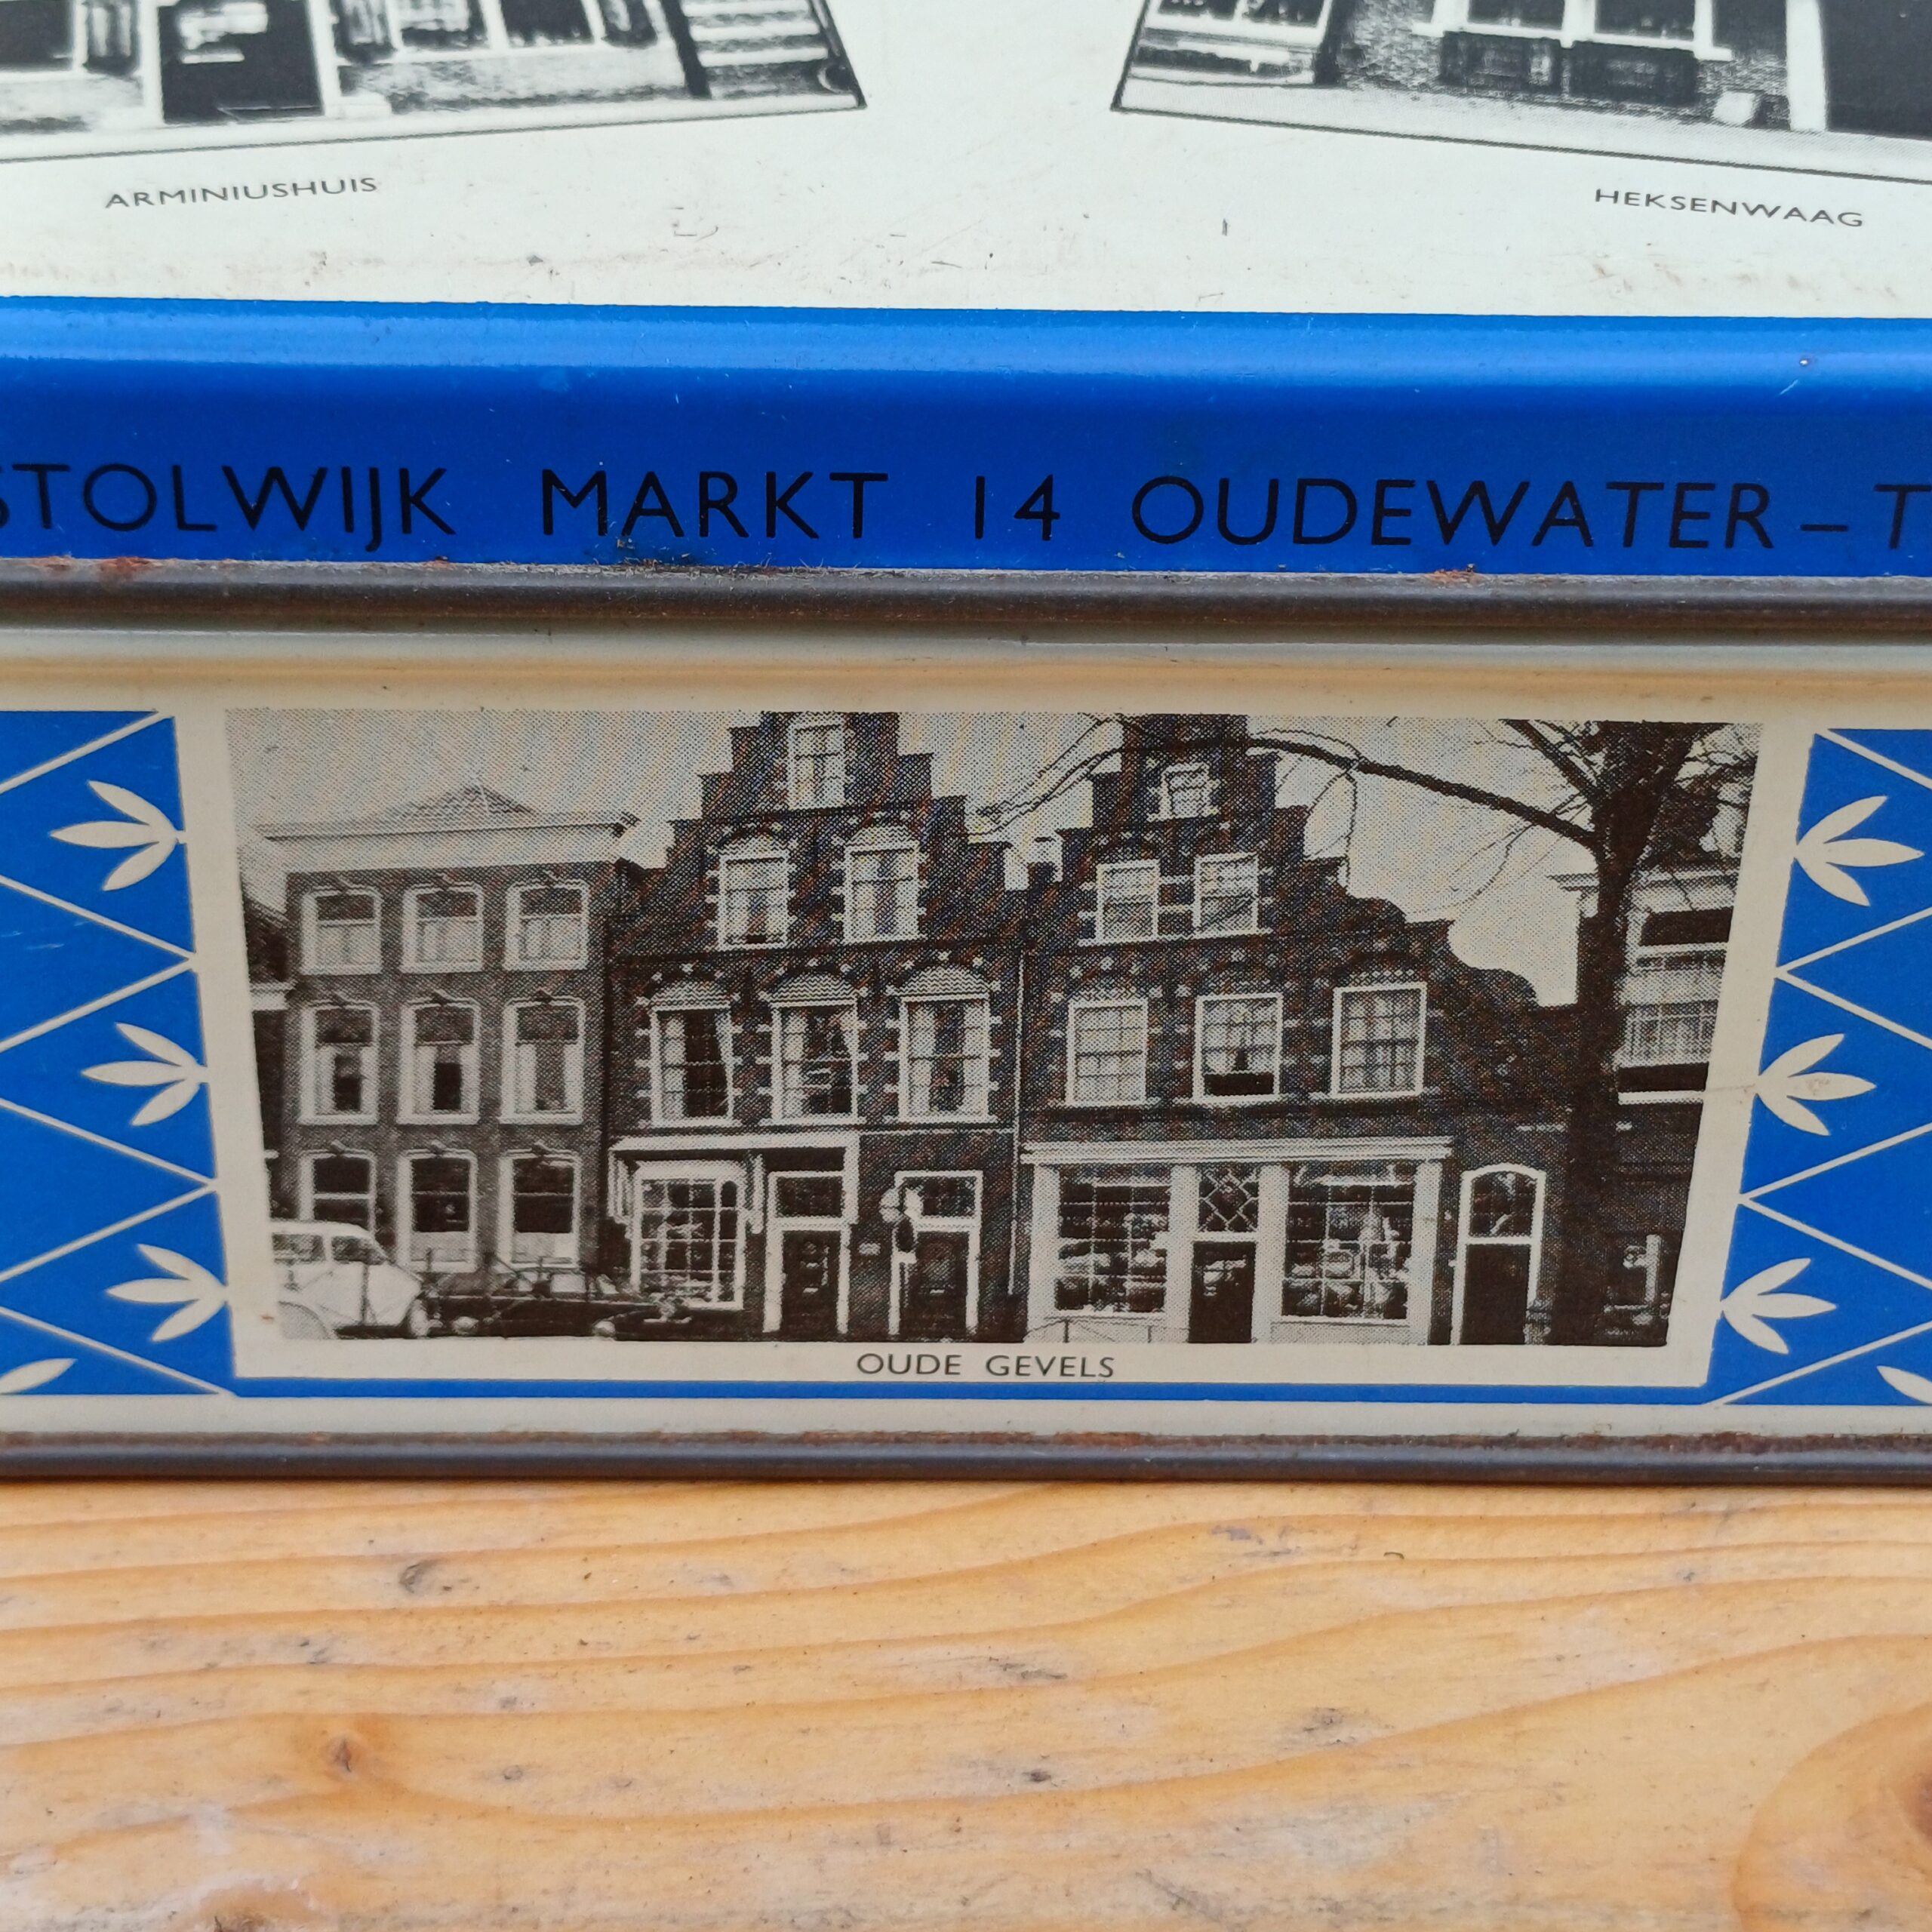 ARMINIUSHUIS
HEKSENWAAG
STOLWIJK MARKT 14 OUDEWATER – T
OUDE GEVELS